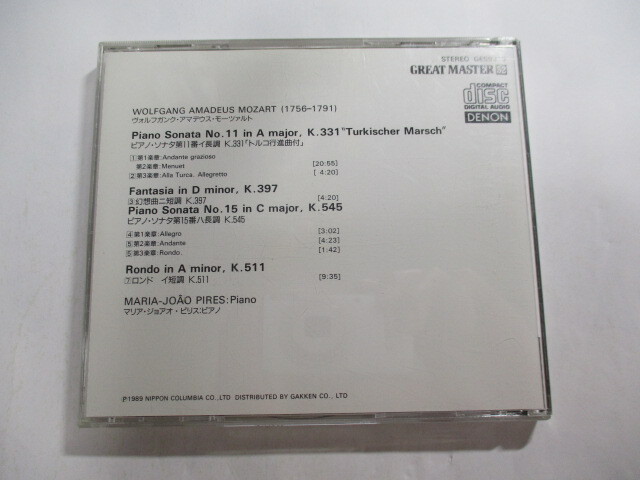 STEREO
GREAT MASTER
COMPACT
disc
DIGITAL AUDIO
DENON
WOLFGANG AMADEUS MOZART (1756–1791)
ヴォルフガンク・アマデウス・モーツァルト
Piano Sonata No.11 in A major, K.331 "Turkischer Marsch"
ピアノ・ソナタ第11番イ長調 K.331「トルコ行進曲付」
①第1楽章:Andante grazioso
第2楽章:Menuet [20:55]
②第3楽章:Alla Turca. Allegretto [ 4:20]
Fantasia in D minor, K.397
③幻想曲ニ短調 K.397 [4:20]
Piano Sonata No.15 in C major, K.545
ピアノ・ソナタ第15番ハ長調 K.545
④第1楽章:Allegro [3:02]
⑤第2楽章:Andante [4:23]
⑥第3楽章:Rondo. [1:42]
Rondo in A minor, K.511
⑦ロンド イ短調 K.511 [9:35]
MARIA-JOÃO PIRES:Piano
マリア・ジョアオ・ピリス:ピアノ
℗1989 NIPPON COLUMBIA CO., LTD DISTRIBUTED BY GAKKEN CO., LTD